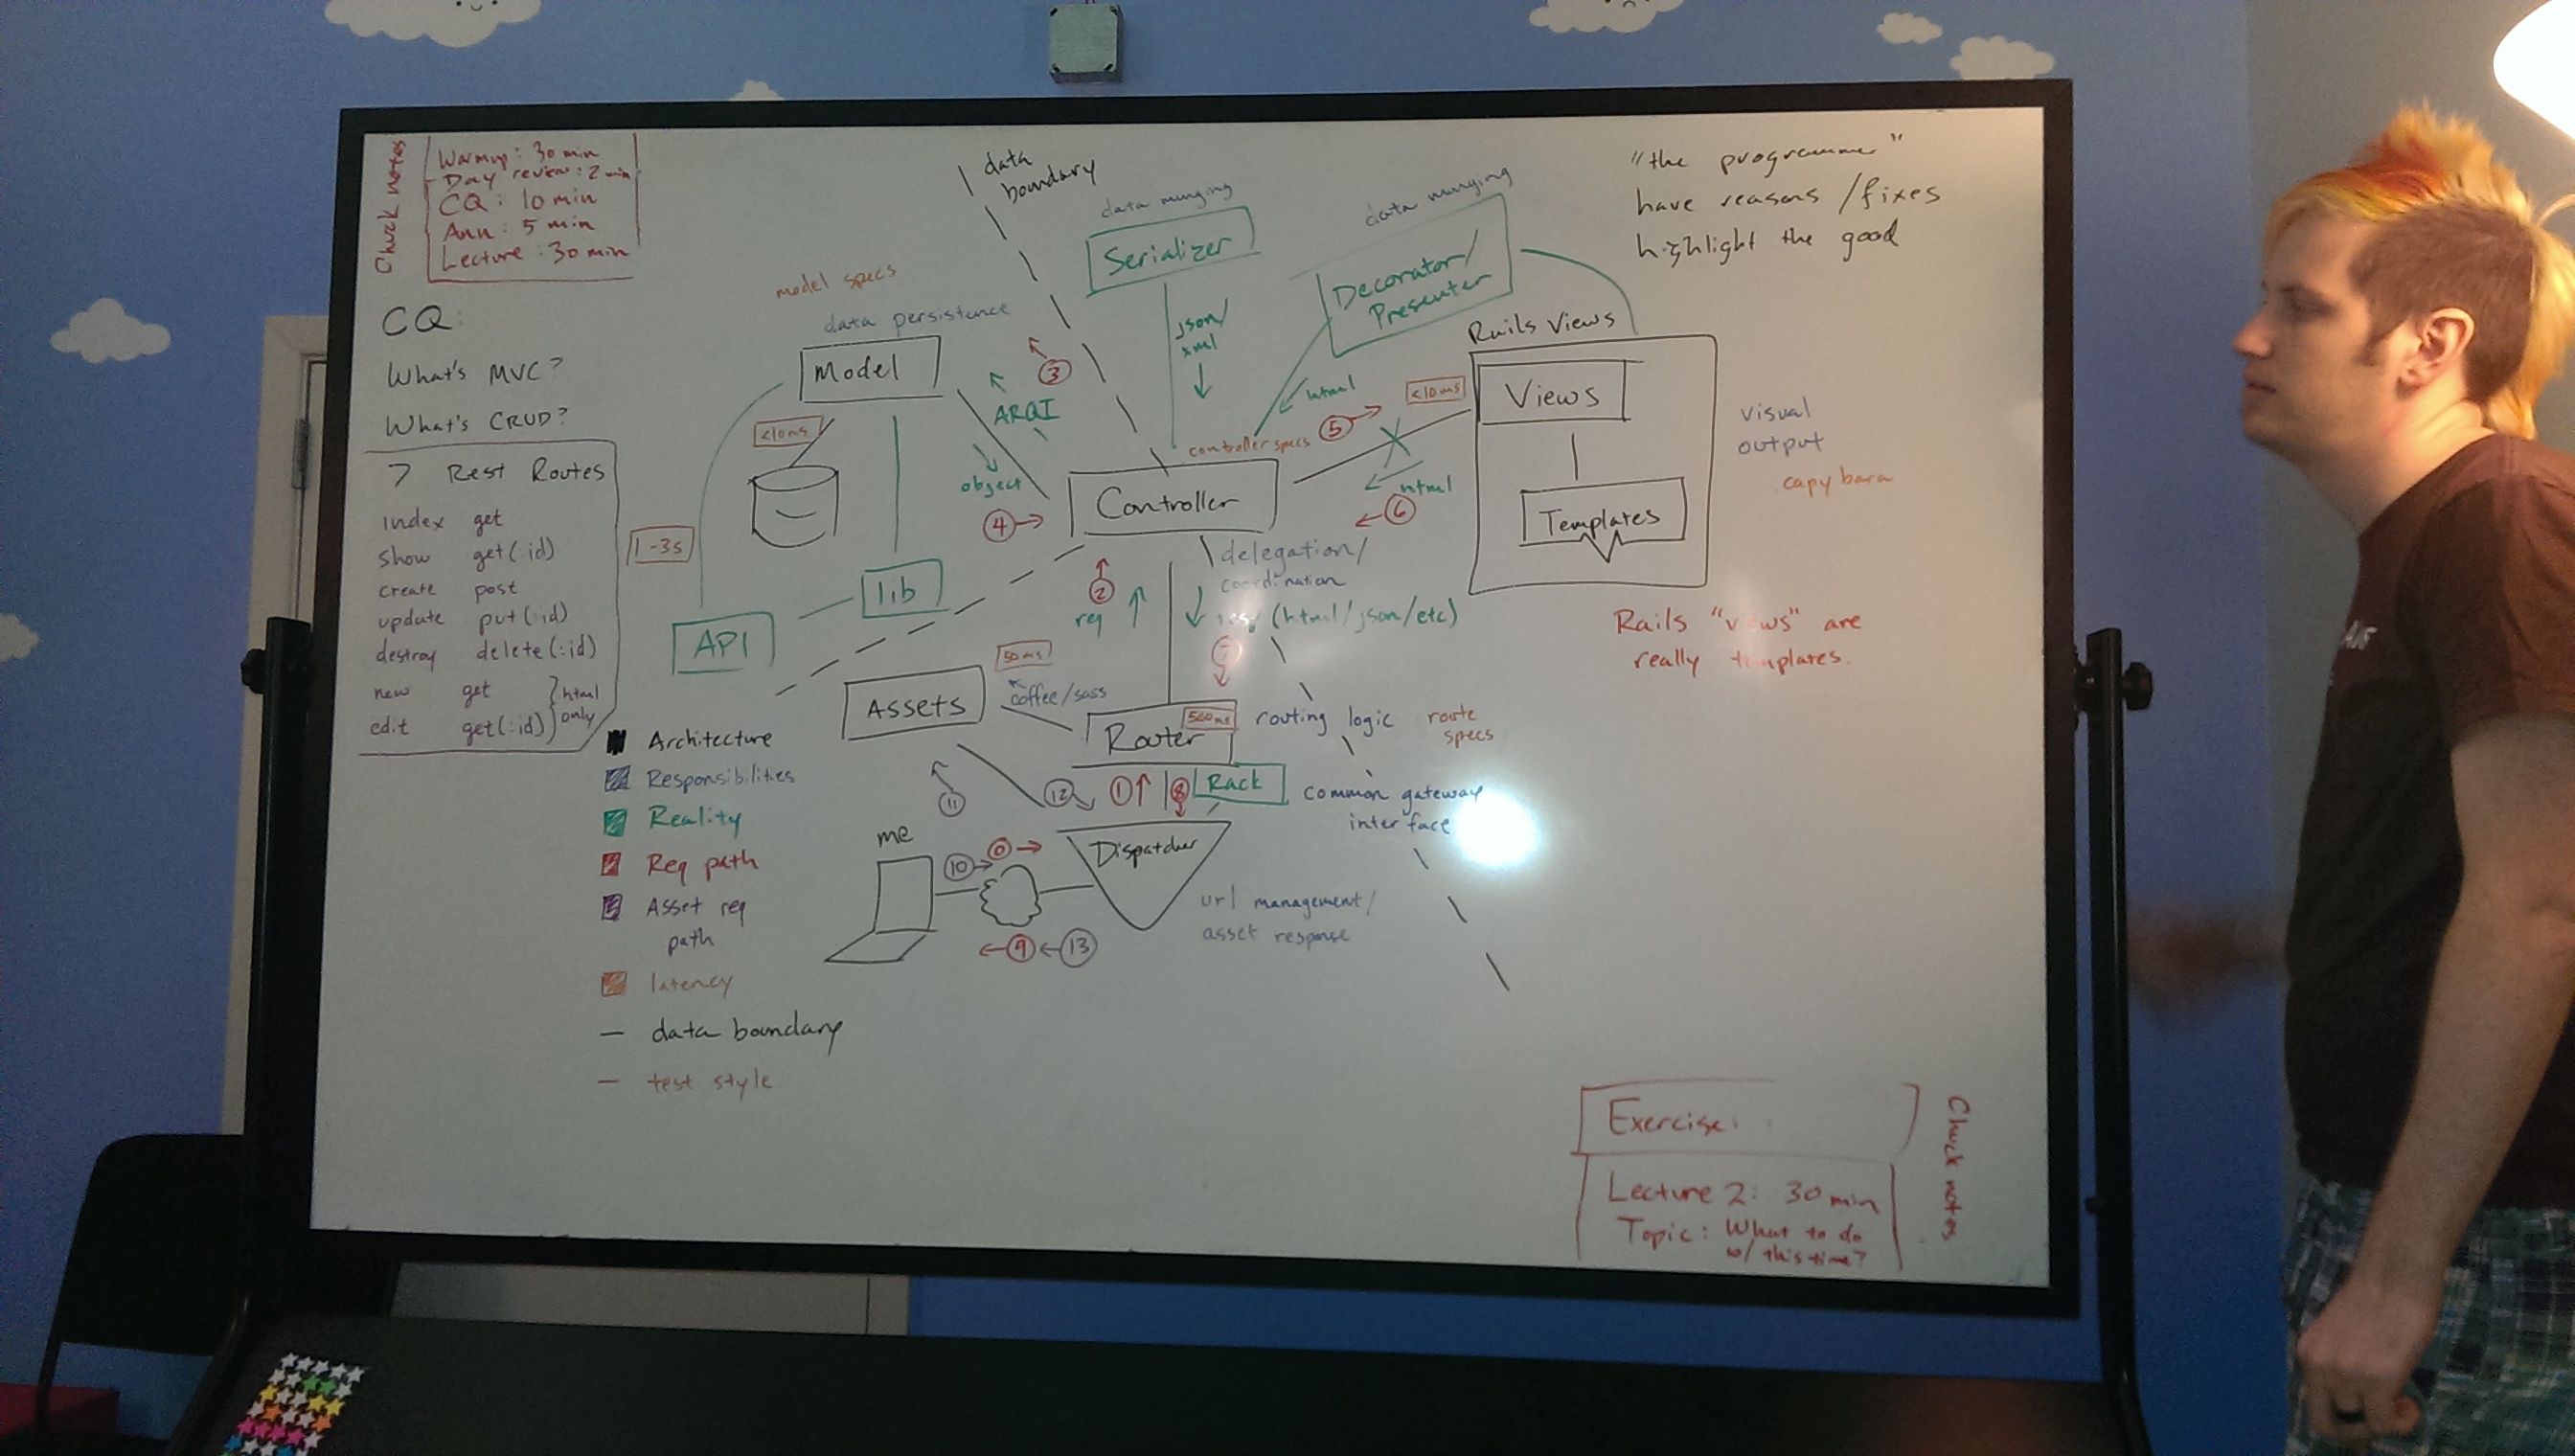 Chuck notes
Warmup: 30 min
Day review: 2 min
CQ: 10 min
Ann: 5 min
Lecture: 30 min
CQ:
What's MVC?
What's CRUD?
7 Rest Routes
index get
show get(:id)
create post
update put(:id)
destroy delete(:id)
new get
edit get(:id)
html
only
data
boundary
data munging
Serializer
json/
xml
data munging
Decorator/
Presenter
html
"the programmer"
have reasons/fixes
highlight the good
model specs
data persistence
Model
<10ms
3
ARQI
object
4
controller specs
Controller
5
<10ms
html
6
Rails Views
Views
Templates
visual
output
capybara
Rails "views" are
really templates.
1-3s
API
lib
2
req
delegation/
coordination
resp (html/json/etc)
7
Assets
50ms
coffee/sass
Router
500ms
routing logic
route
specs
11
12
1
8
Rack
common gateway
interface
me
10
0
Dispatcher
9
13
url management/
asset response
Architecture
Responsibilities
Reality
Req path
Asset req
path
latency
data boundary
test style
Exercise:
Lecture 2: 30 min
Topic: What to do
w/ this time?
Chuck notes